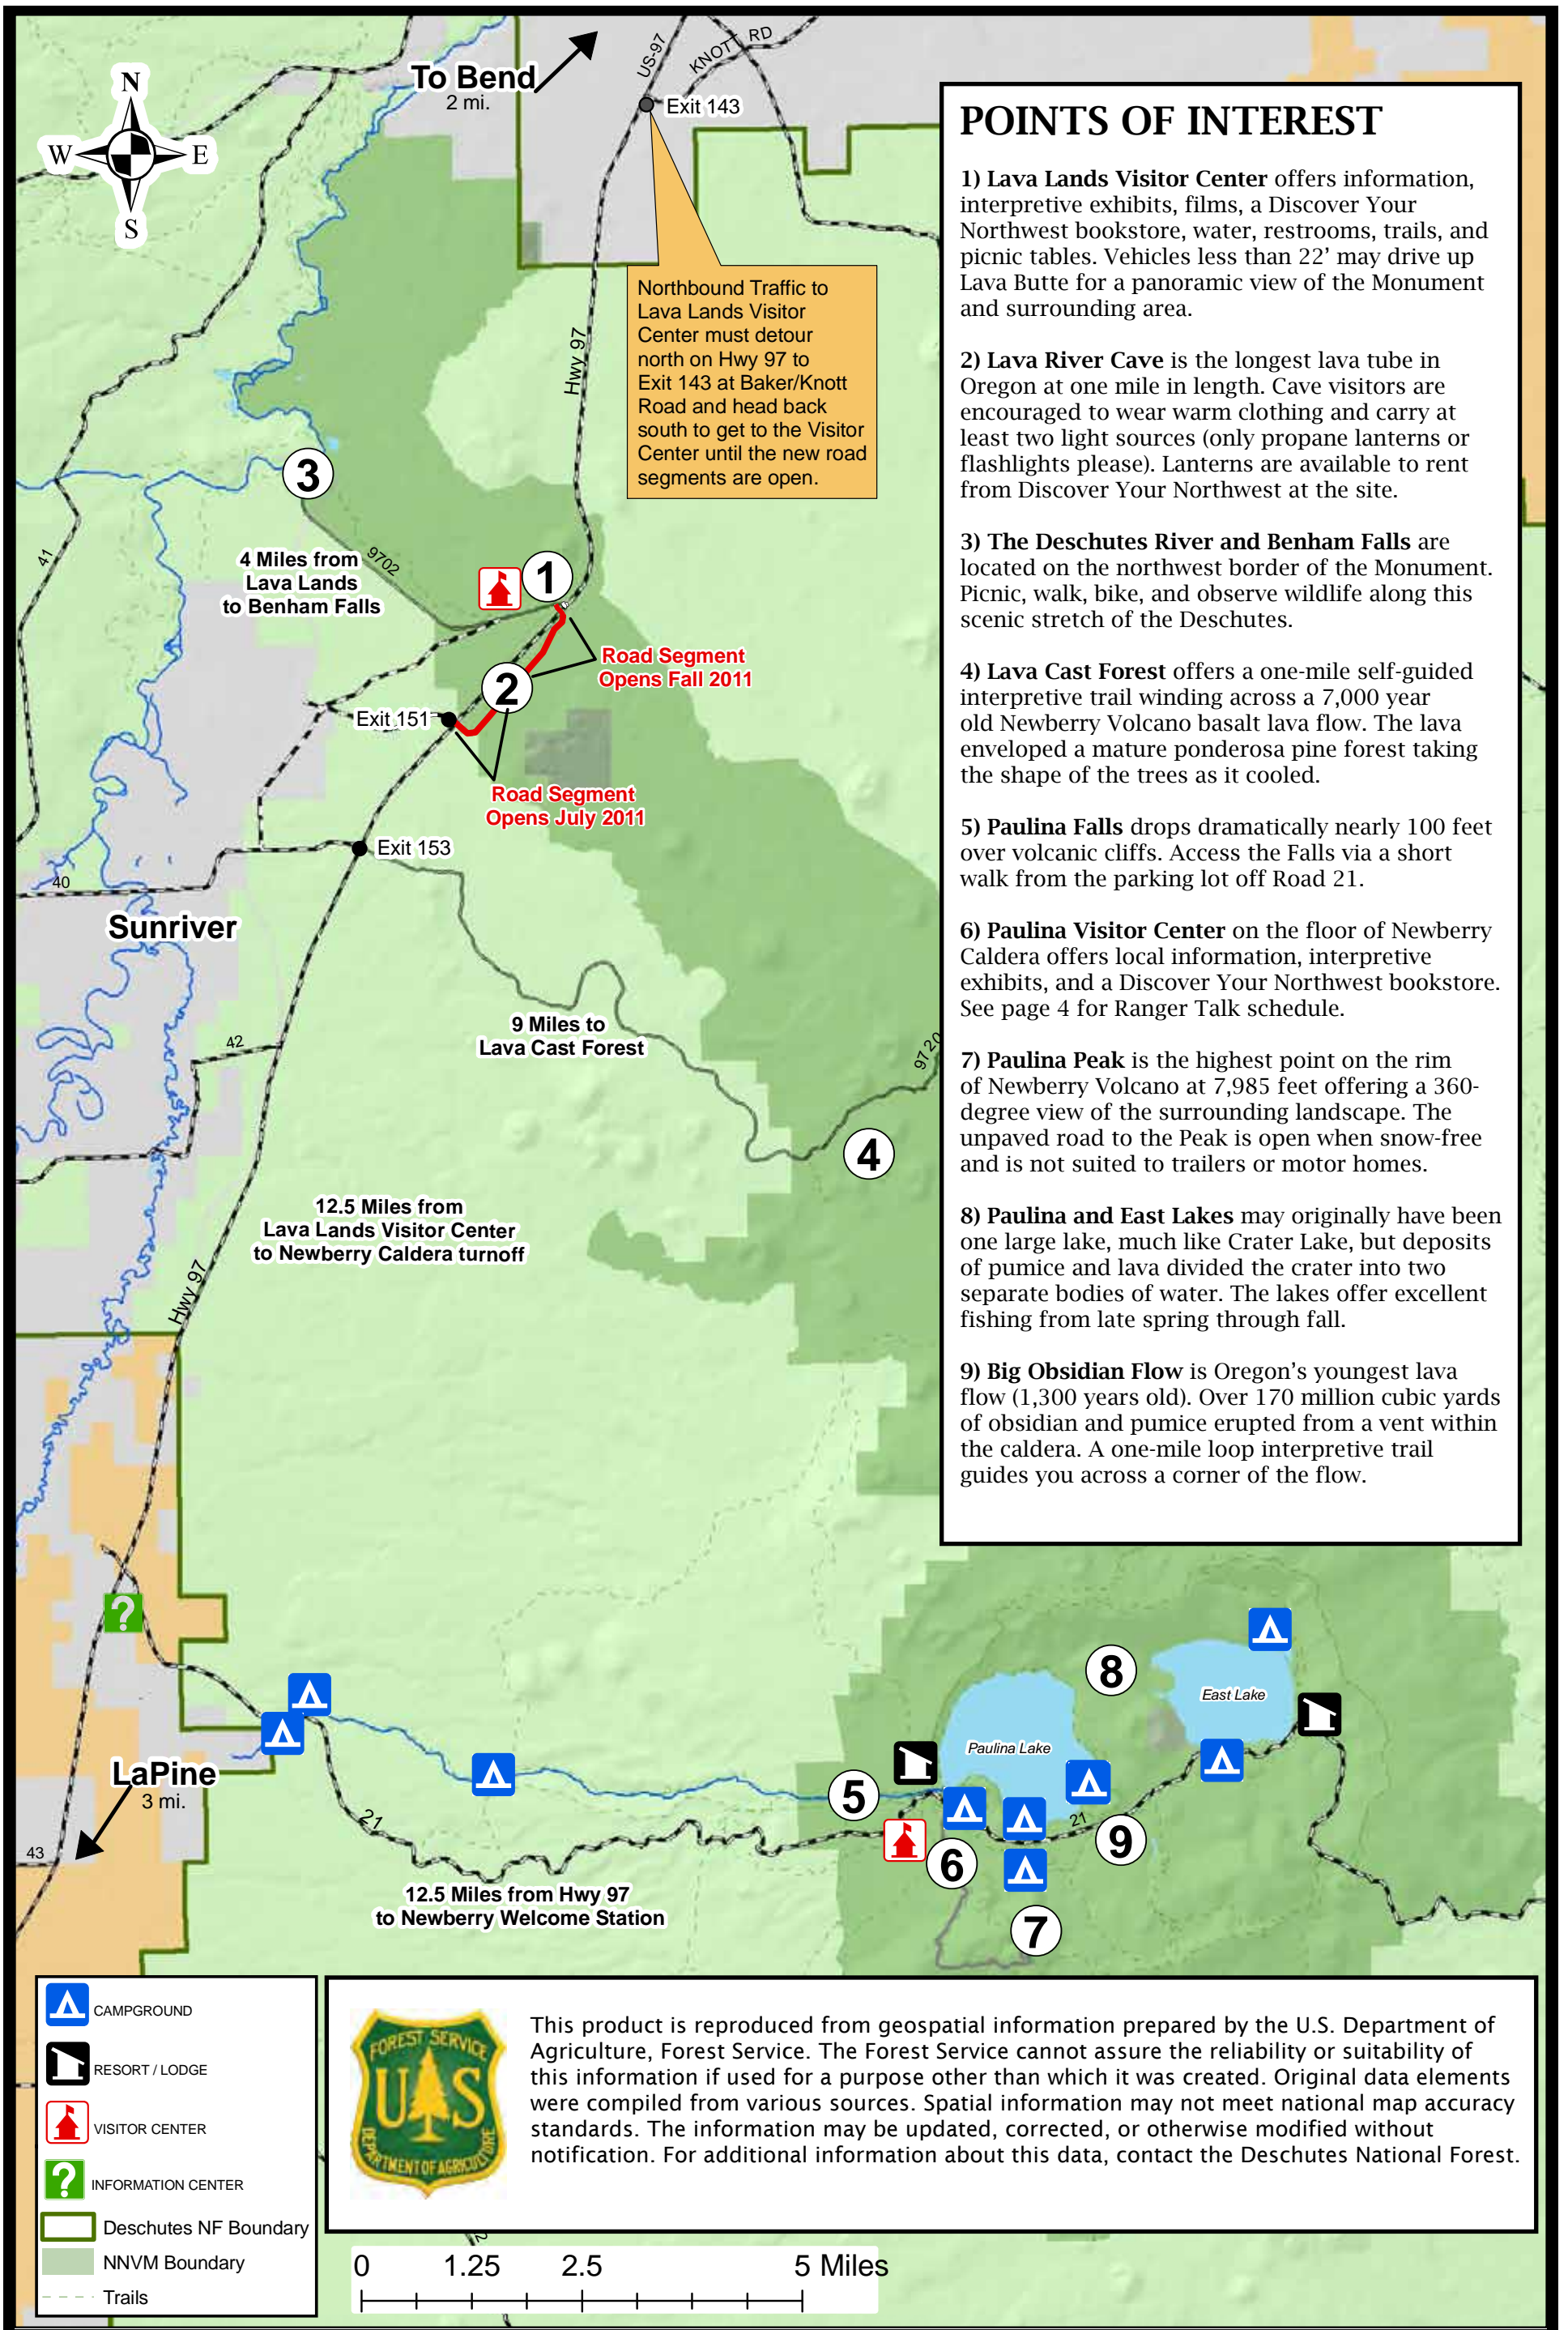 N
W
E
S
To Bend
2 mi.
US-97
KNOTT RD
Exit 143
Northbound Traffic to
Lava Lands Visitor
Center must detour
north on Hwy 97 to
Exit 143 at Baker/Knott
Road and head back
south to get to the Visitor
Center until the new road
segments are open.
Hwy 97
3
41
9702
4 Miles from
Lava Lands
to Benham Falls
1
Road Segment
Opens Fall 2011
2
Exit 151
Road Segment
Opens July 2011
Exit 153
40
Sunriver
9 Miles to
Lava Cast Forest
42
97 20
4
12.5 Miles from
Lava Lands Visitor Center
to Newberry Caldera turnoff
Hwy 97
?
8
East Lake
Paulina Lake
LaPine
3 mi.
5
21
21
9
43
6
12.5 Miles from Hwy 97
to Newberry Welcome Station
7
POINTS OF INTEREST
1) Lava Lands Visitor Center offers information,
interpretive exhibits, films, a Discover Your
Northwest bookstore, water, restrooms, trails, and
picnic tables. Vehicles less than 22’ may drive up
Lava Butte for a panoramic view of the Monument
and surrounding area.
2) Lava River Cave is the longest lava tube in
Oregon at one mile in length. Cave visitors are
encouraged to wear warm clothing and carry at
least two light sources (only propane lanterns or
flashlights please). Lanterns are available to rent
from Discover Your Northwest at the site.
3) The Deschutes River and Benham Falls are
located on the northwest border of the Monument.
Picnic, walk, bike, and observe wildlife along this
scenic stretch of the Deschutes.
4) Lava Cast Forest offers a one-mile self-guided
interpretive trail winding across a 7,000 year
old Newberry Volcano basalt lava flow. The lava
enveloped a mature ponderosa pine forest taking
the shape of the trees as it cooled.
5) Paulina Falls drops dramatically nearly 100 feet
over volcanic cliffs. Access the Falls via a short
walk from the parking lot off Road 21.
6) Paulina Visitor Center on the floor of Newberry
Caldera offers local information, interpretive
exhibits, and a Discover Your Northwest bookstore.
See page 4 for Ranger Talk schedule.
7) Paulina Peak is the highest point on the rim
of Newberry Volcano at 7,985 feet offering a 360-
degree view of the surrounding landscape. The
unpaved road to the Peak is open when snow-free
and is not suited to trailers or motor homes.
8) Paulina and East Lakes may originally have been
one large lake, much like Crater Lake, but deposits
of pumice and lava divided the crater into two
separate bodies of water. The lakes offer excellent
fishing from late spring through fall.
9) Big Obsidian Flow is Oregon’s youngest lava
flow (1,300 years old). Over 170 million cubic yards
of obsidian and pumice erupted from a vent within
the caldera. A one-mile loop interpretive trail
guides you across a corner of the flow.
CAMPGROUND
RESORT / LODGE
VISITOR CENTER
? INFORMATION CENTER
Deschutes NF Boundary
NNVM Boundary
Trails
FOREST SERVICE
US
DEPARTMENT OF AGRICULTURE
This product is reproduced from geospatial information prepared by the U.S. Department of
Agriculture, Forest Service. The Forest Service cannot assure the reliability or suitability of
this information if used for a purpose other than which it was created. Original data elements
were compiled from various sources. Spatial information may not meet national map accuracy
standards. The information may be updated, corrected, or otherwise modified without
notification. For additional information about this data, contact the Deschutes National Forest.
0 1.25 2.5 5 Miles